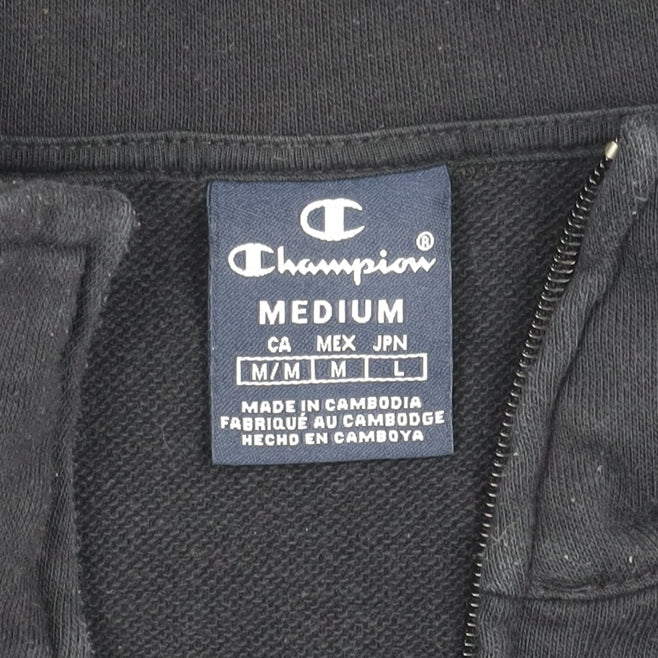 Champion®
MEDIUM
CA MEX JPN
M/M M L
MADE IN CAMBODIA
FABRIQUÉ AU CAMBODGE
HECHO EN CAMBOYA